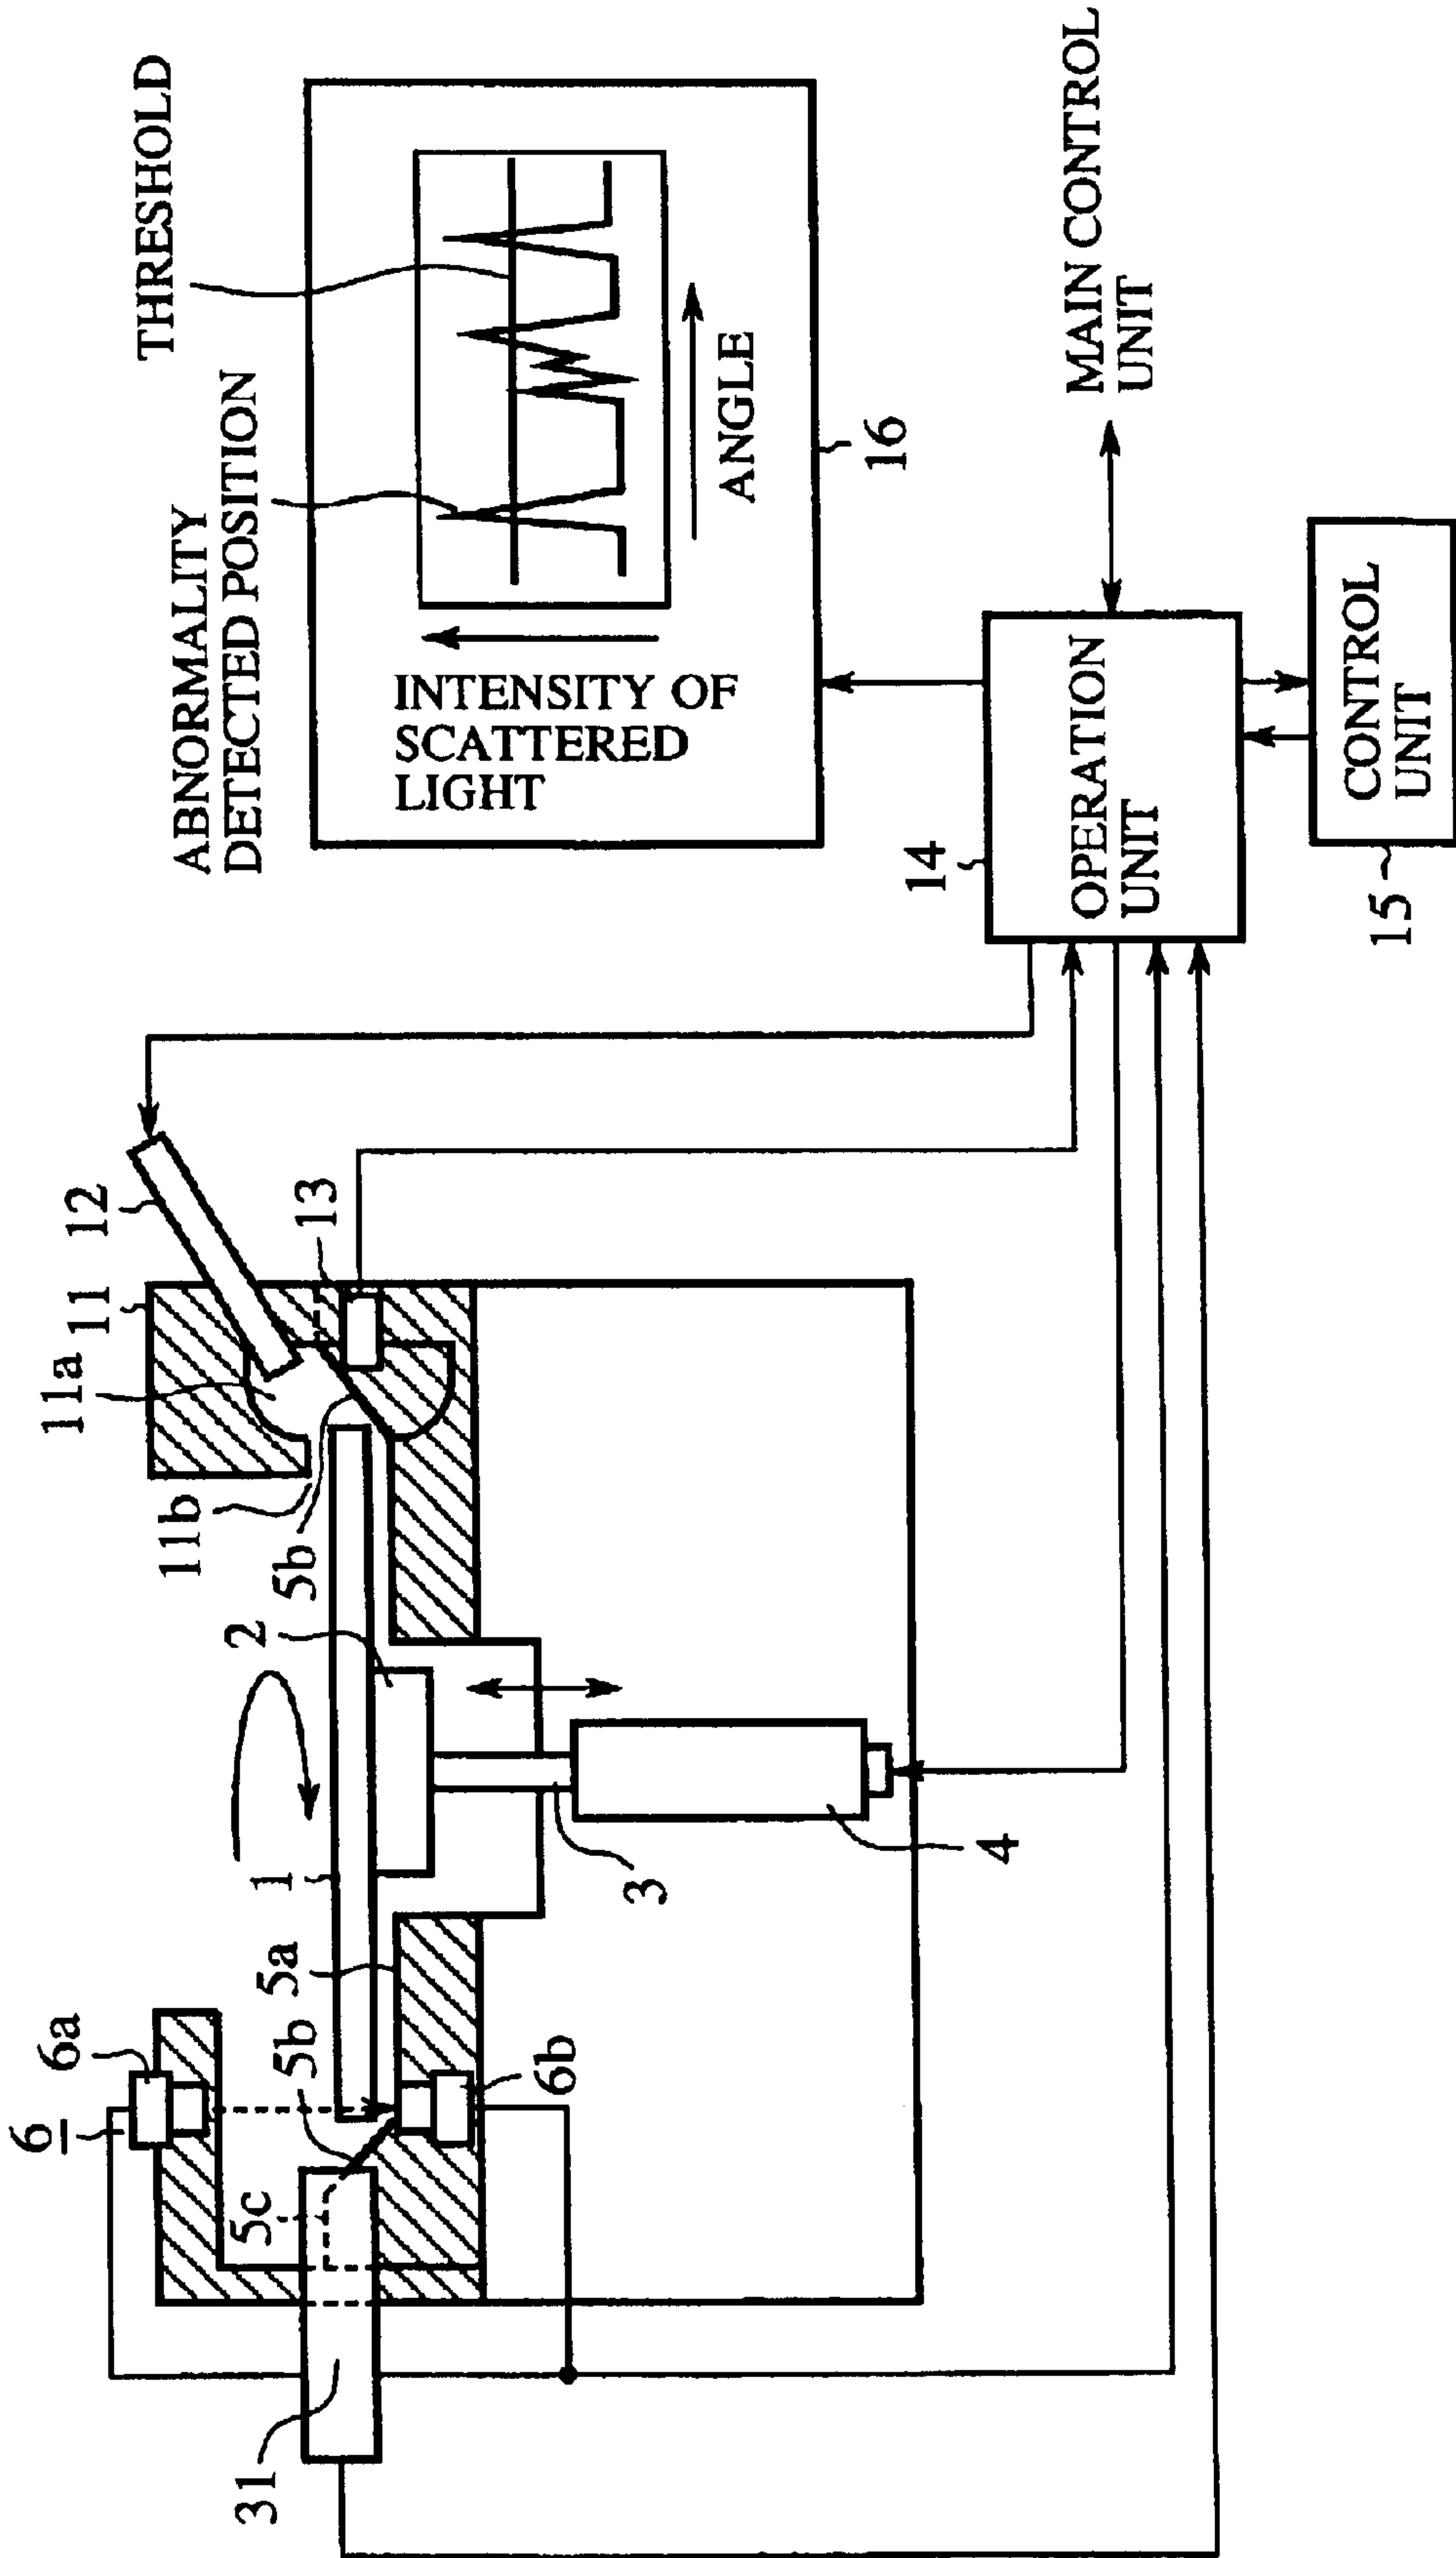 THRESHOLD
ABNORMALITY
DETECTED POSITION
INTENSITY OF
SCATTERED
LIGHT
ANGLE
16
MAIN CONTROL
UNIT
14
OPERATION
UNIT
CONTROL
UNIT
15
6
6a
5c
5b
5a
6b
31
1
2
3
4
11b
5b
11a
11
12
13